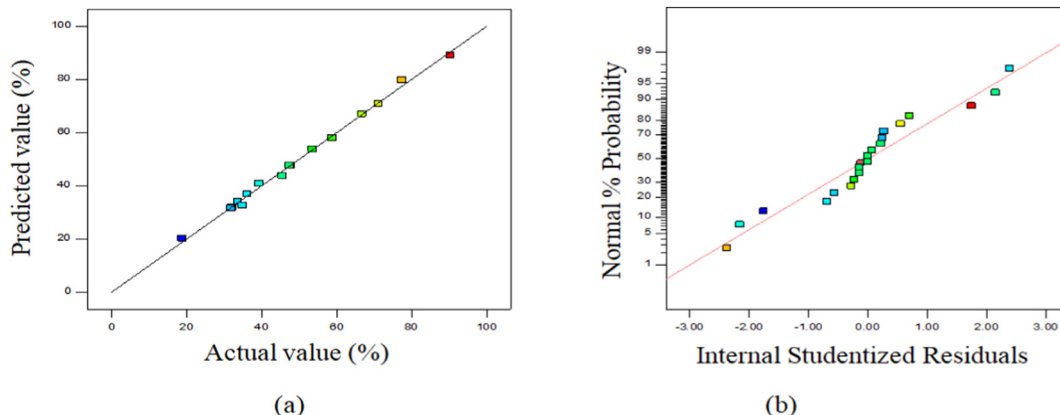 100
80
60
40
20
0
Predicted value (%)
0 20 40 60 80 100
Actual value (%)
(a)
99
95
90
80
70
50
30
20
10
5
1
Normal % Probability
-3.00 -2.00 -1.00 0.00 1.00 2.00 3.00
Internal Studentized Residuals
(b)